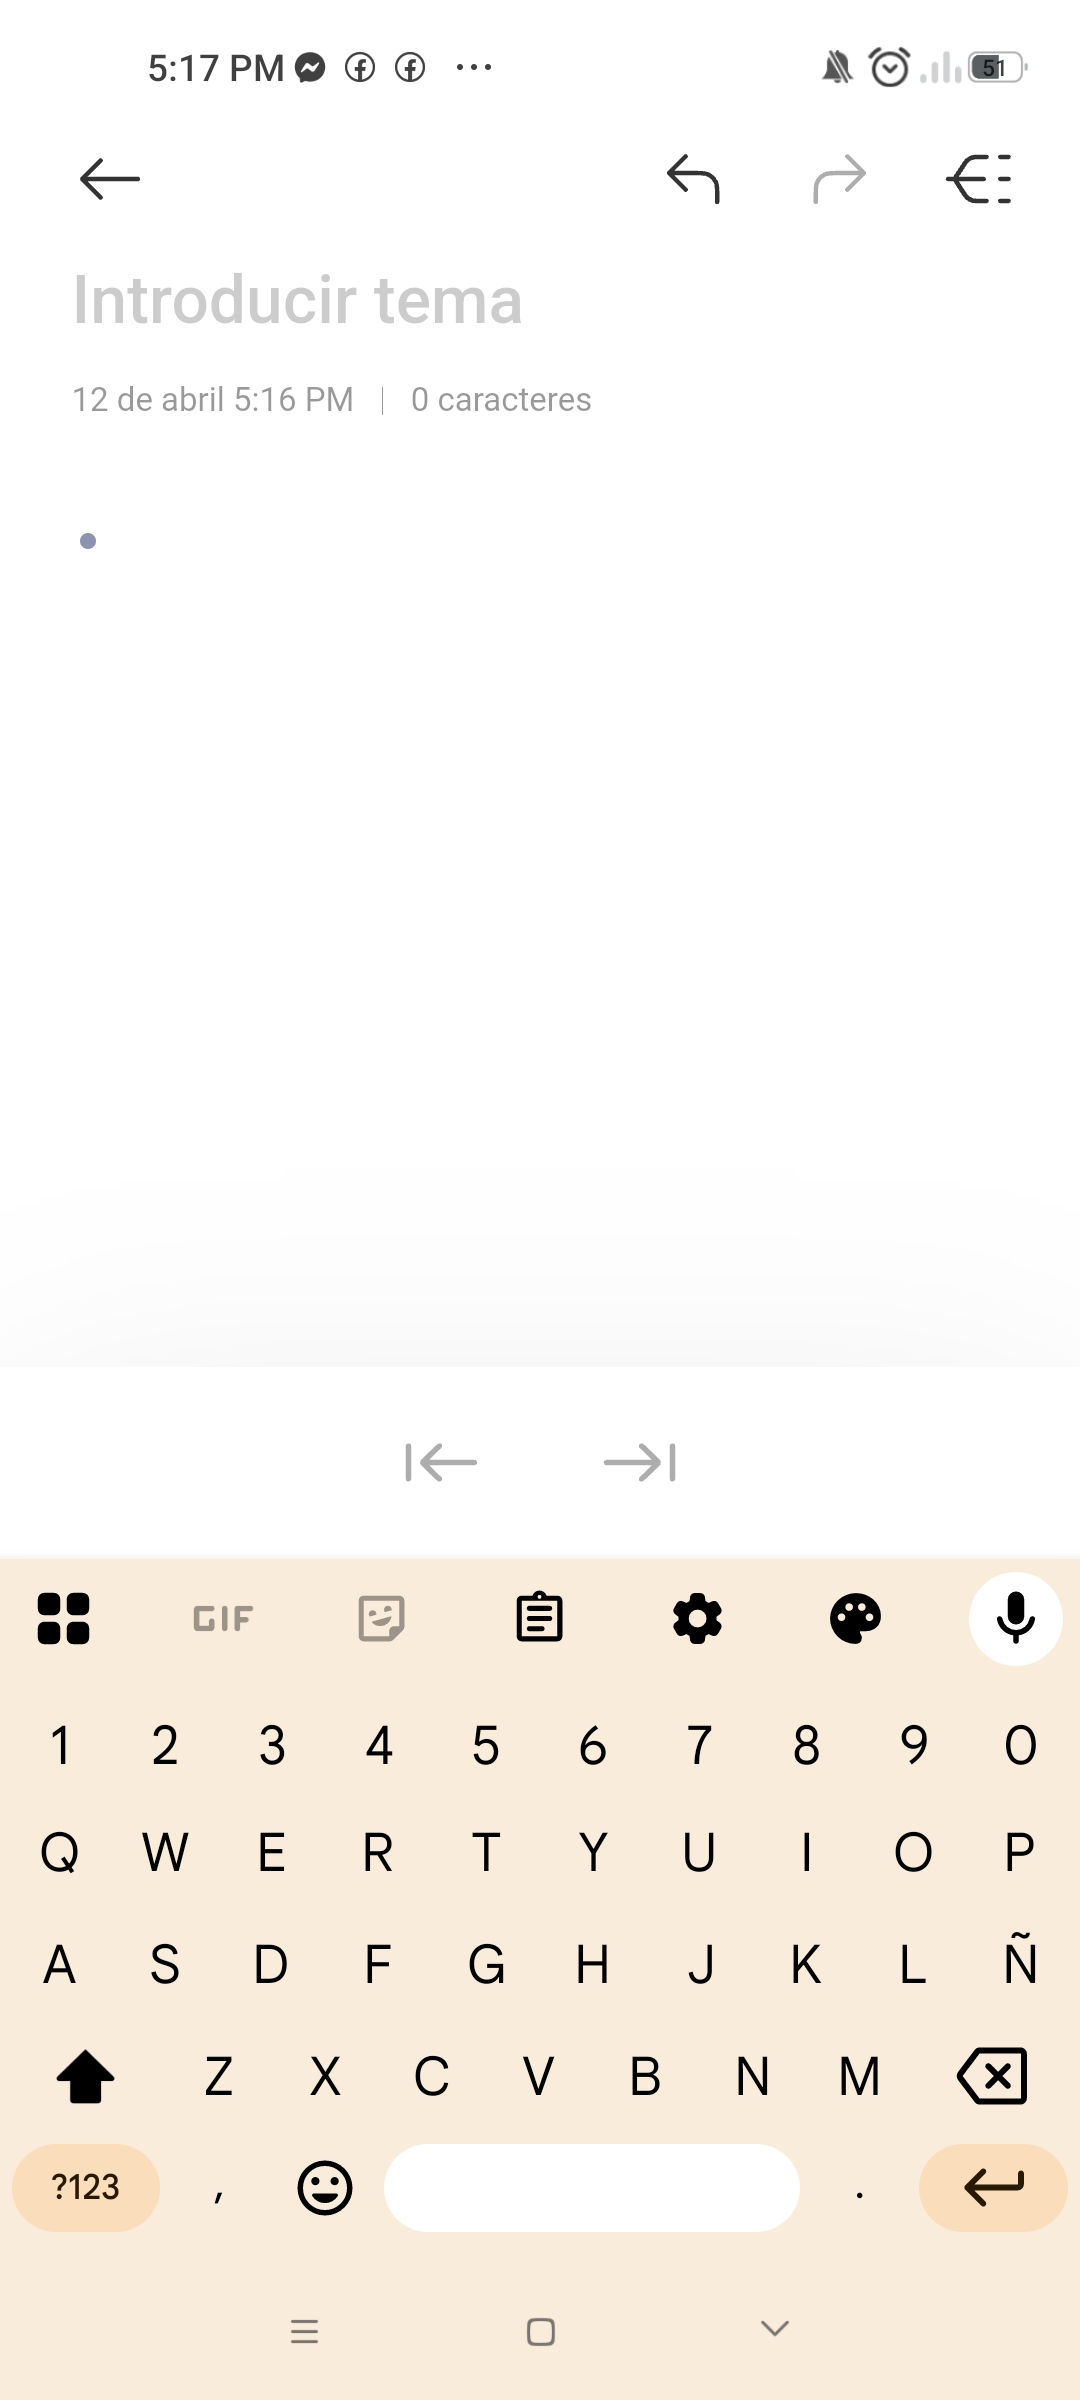 5:17 PM
51
Introducir tema
12 de abril 5:16 PM | 0 caracteres
GIF
1 2 3 4 5 6 7 8 9 0
Q W E R T Y U I O P
A S D F G H J K L Ñ
Z X C V B N M
?123 , .